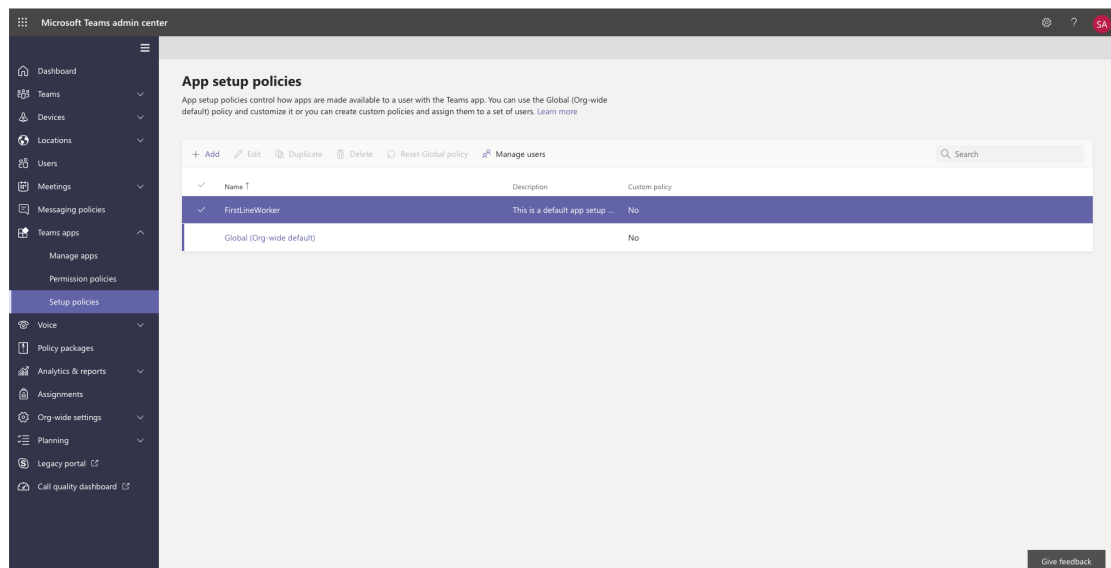 Microsoft Teams admin center
?
SA
Dashboard
Teams
Devices
Locations
Users
Meetings
Messaging policies
Teams apps
Manage apps
Permission policies
Setup policies
Voice
Policy packages
Analytics & reports
Assignments
Org-wide settings
Planning
Legacy portal
Call quality dashboard
App setup policies
App setup policies control how apps are made available to a user with the Teams app. You can use the Global (Org-wide
default) policy and customize it or you can create custom policies and assign them to a set of users. Learn more
+ Add Edit Duplicate Delete Reset Global policy Manage users Search
Name ↑ Description Custom policy
FirstLineWorker This is a default app setup ... No
Global (Org-wide default) No
Give feedback